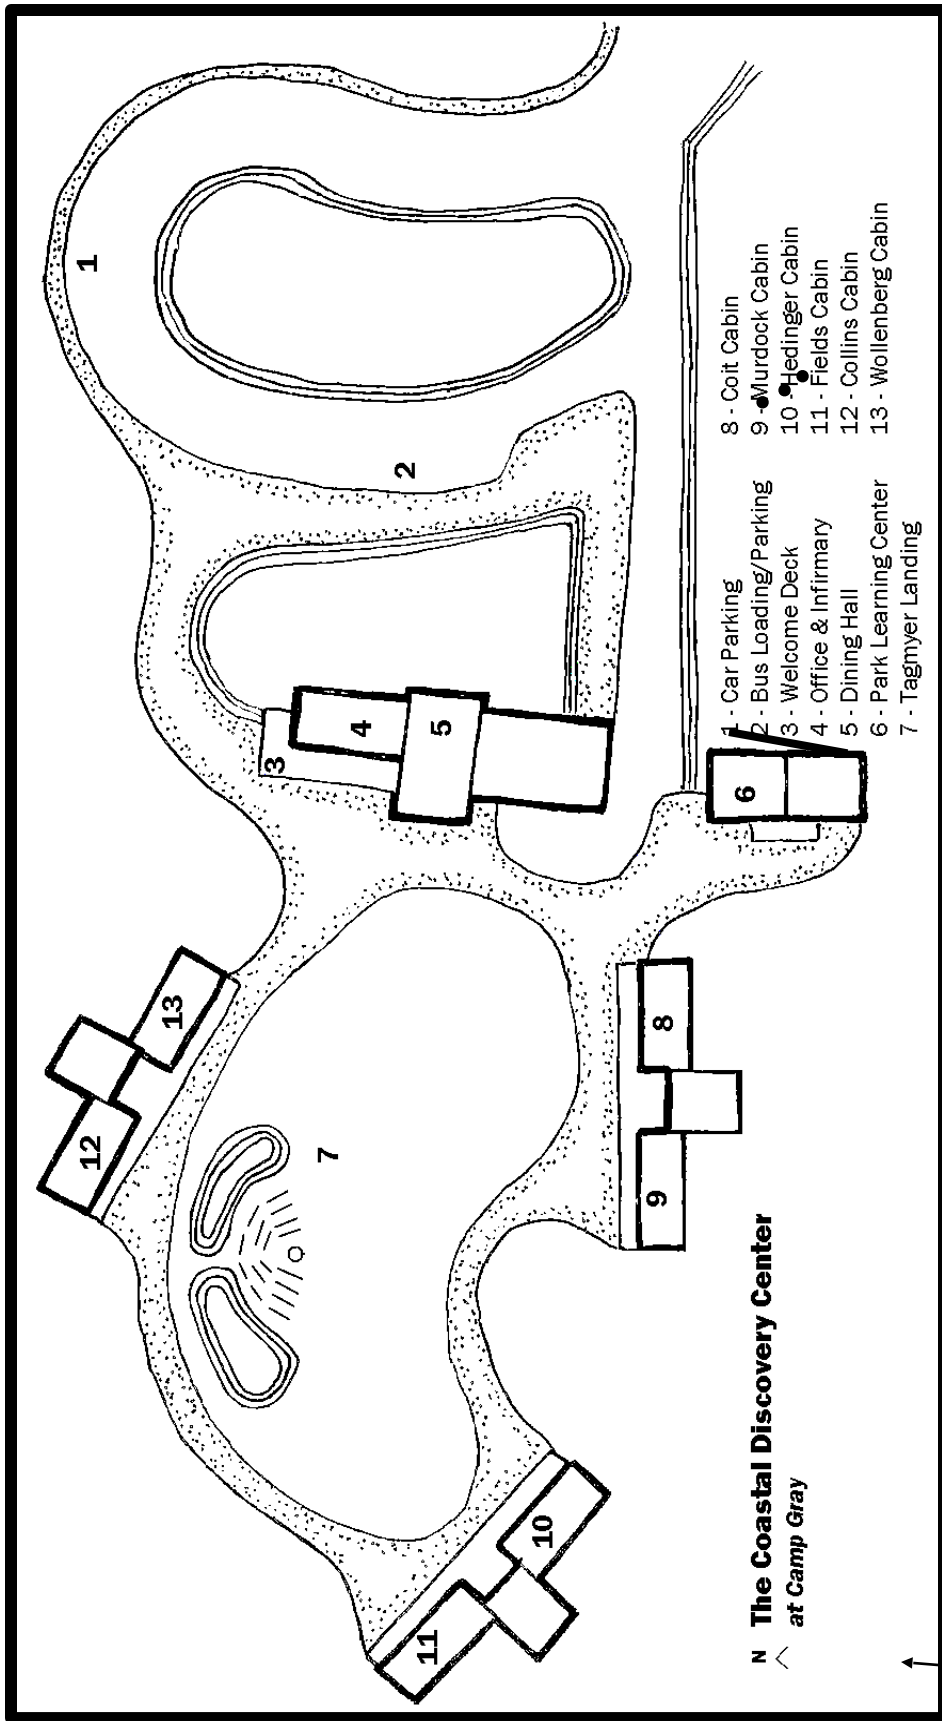 1
2
3
4
5
6
7
8
9
10
11
12
13
N The Coastal Discovery Center
at Camp Gray
1 - Car Parking
2 - Bus Loading/Parking
3 - Welcome Deck
4 - Office & Infirmary
5 - Dining Hall
6 - Park Learning Center
7 - Tagmyer Landing
8 - Coit Cabin
9 - Murdock Cabin
10 - Hedinger Cabin
11 - Fields Cabin
12 - Collins Cabin
13 - Wollenberg Cabin